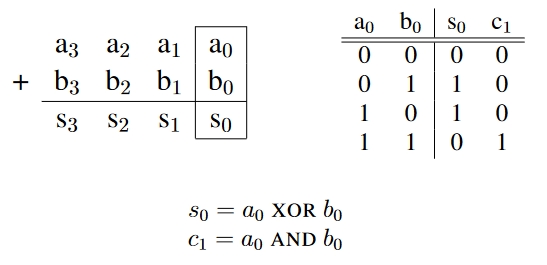 a₃ a₂ a₁ a₀
+ b₃ b₂ b₁ b₀
s₃ s₂ s₁ s₀
a₀ b₀ s₀ c₁
0 0 0 0
0 1 1 0
1 0 1 0
1 1 0 1
s₀ = a₀ XOR b₀
c₁ = a₀ AND b₀